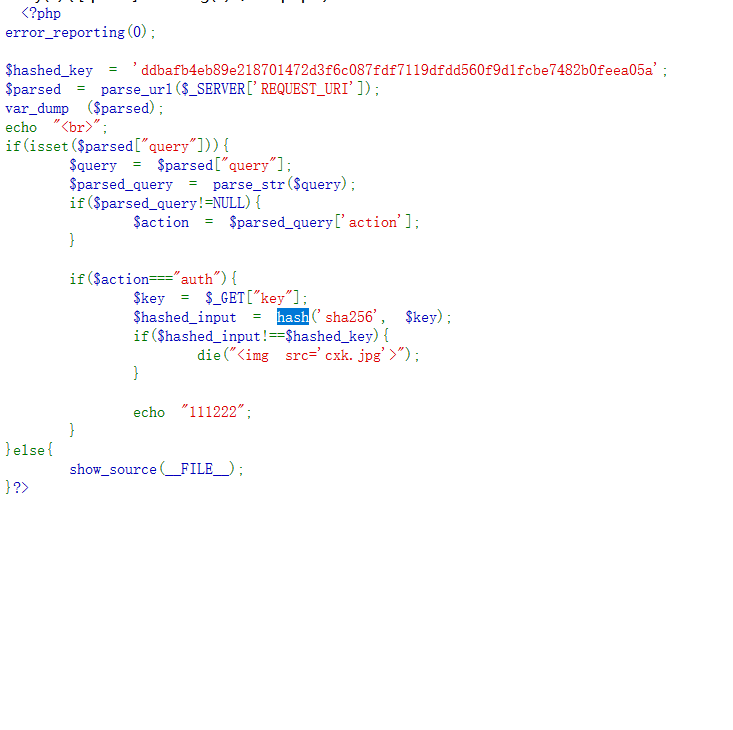 <?php
error_reporting(0);
$hashed_key = 'ddbafb4eb89e218701472d3f6c087fdf7119dfdd560f9d1fcbe7482b0feea05a';
$parsed = parse_url($_SERVER['REQUEST_URI']);
var_dump ($parsed);
echo "<br>";
if(isset($parsed["query"])){
$query = $parsed["query"];
$parsed_query = parse_str($query);
if($parsed_query!=NULL){
$action = $parsed_query['action'];
}
if($action==="auth"){
$key = $_GET["key"];
$hashed_input = hash('sha256', $key);
if($hashed_input!==$hashed_key){
die("<img src='cxk.jpg'>");
}
echo "111222";
}
}else{
show_source(__FILE__);
}?>